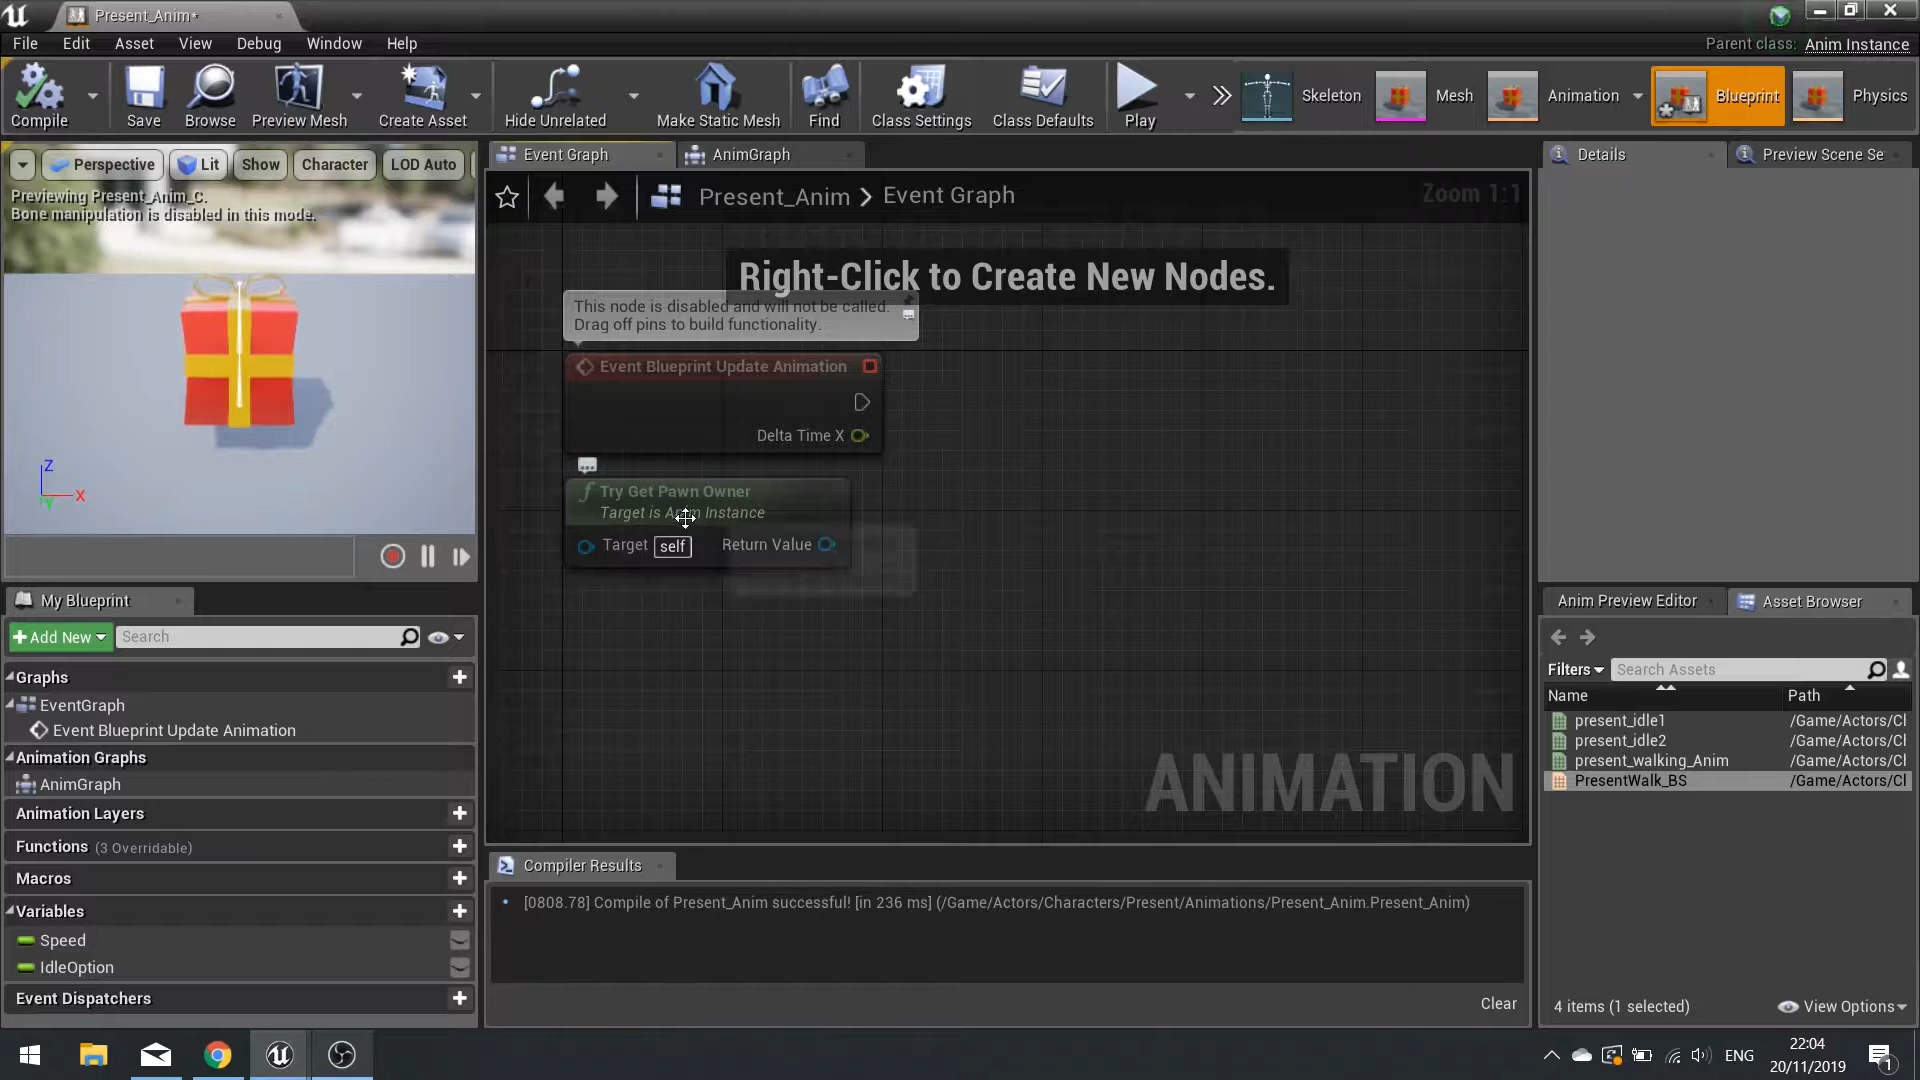 Present_Anim*
File Edit Asset View Debug Window Help
Parent class: Anim Instance
Compile Save Browse Preview Mesh Create Asset Hide Unrelated Make Static Mesh Find Class Settings Class Defaults Play Skeleton Mesh Animation Blueprint Physics
Perspective Lit Show Character LOD Auto
Previewing Present_Anim_C.
Bone manipulation is disabled in this mode.
Z
X
Y
Event Graph AnimGraph
Present_Anim > Event Graph
Zoom 1:1
Right-Click to Create New Nodes.
This node is disabled and will not be called.
Drag off pins to build functionality.
Event Blueprint Update Animation
Delta Time X
Try Get Pawn Owner
Target is Anim Instance
Target self Return Value
ANIMATION
Compiler Results
[0808.78] Compile of Present_Anim successful! [in 236 ms] (/Game/Actors/Characters/Present/Animations/Present_Anim.Present_Anim)
Clear
My Blueprint
Add New Search
Graphs
EventGraph
Event Blueprint Update Animation
Animation Graphs
AnimGraph
Animation Layers
Functions (3 Overridable)
Macros
Variables
Speed
IdleOption
Event Dispatchers
Details Preview Scene Se
Anim Preview Editor Asset Browser
Filters Search Assets
Name Path
present_idle1 /Game/Actors/Cl
present_idle2 /Game/Actors/Cl
present_walking_Anim /Game/Actors/Cl
PresentWalk_BS /Game/Actors/Cl
4 items (1 selected) View Options
ENG
22:04
20/11/2019
1